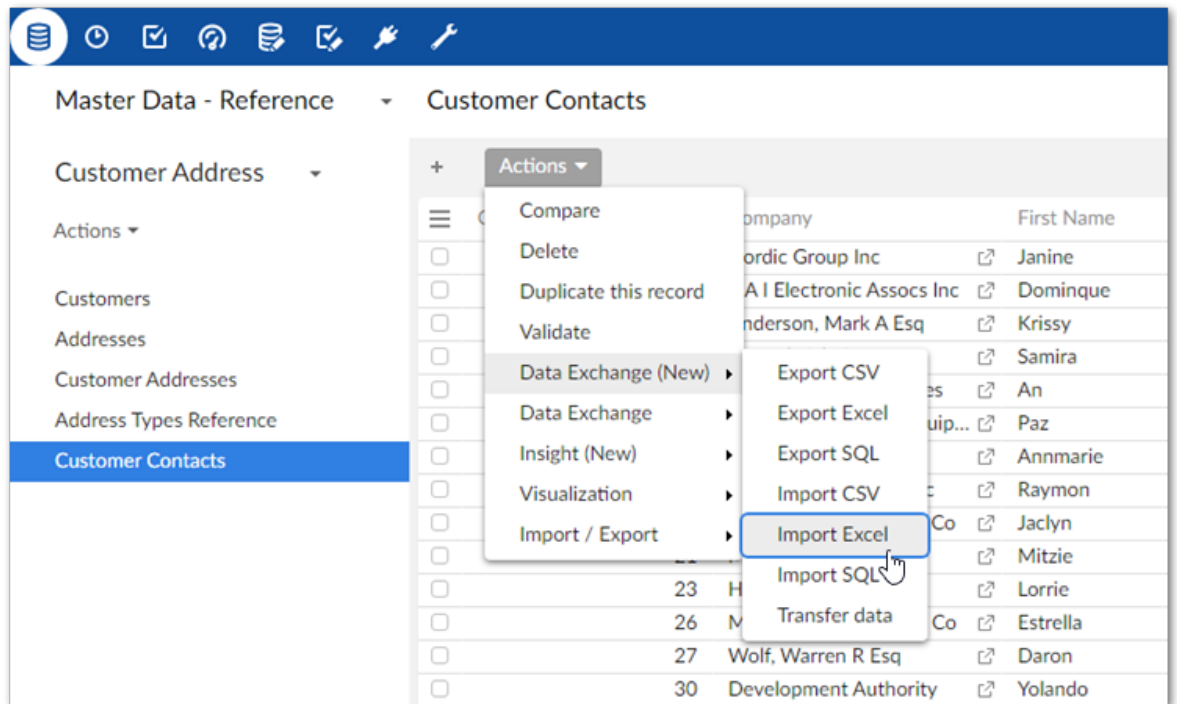 Master Data - Reference
Customer Contacts
Customer Address
Actions
Customers
Addresses
Customer Addresses
Address Types Reference
Customer Contacts
+ Actions
Compare
Delete
Duplicate this record
Validate
Data Exchange (New)
Data Exchange
Insight (New)
Visualization
Import / Export
Export CSV
Export Excel
Export SQL
Import CSV
Import Excel
Import SQL
Transfer data
ompany First Name
ordic Group Inc Janine
A I Electronic Assocs Inc Dominque
nderson, Mark A Esq Krissy
Samira
es An
uip... Paz
Annmarie
Raymon
Co Jaclyn
Mitzie
23 H Lorrie
26 M Co Estrella
27 Wolf, Warren R Esq Daron
30 Development Authority Yolando